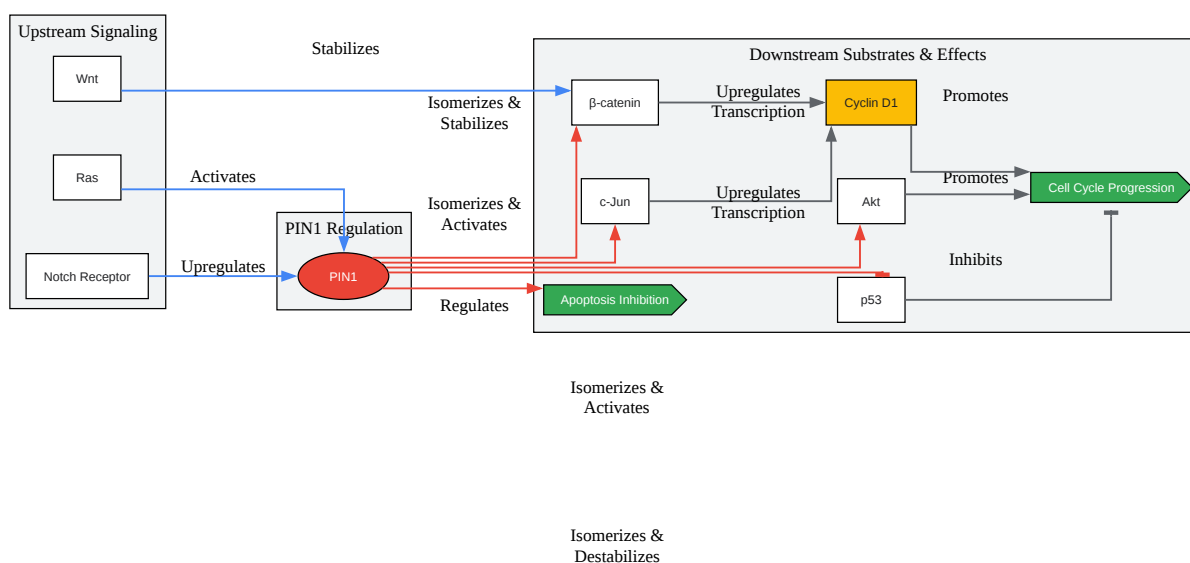 Upstream Signaling
Wnt
Ras
Notch Receptor
Stabilizes
Activates
Upregulates
PIN1 Regulation
PIN1
Isomerizes &
Stabilizes
Isomerizes &
Activates
Regulates
Downstream Substrates & Effects
β-catenin
Upregulates
Transcription
Cyclin D1
Promotes
c-Jun
Upregulates
Transcription
Akt
Promotes
Cell Cycle Progression
Inhibits
Apoptosis Inhibition
p53
Isomerizes &
Activates
Isomerizes &
Destabilizes